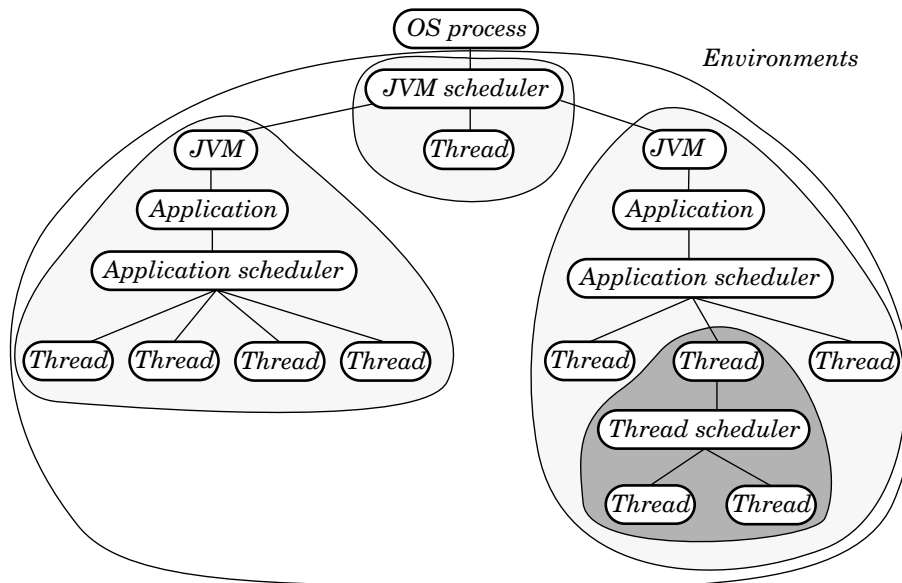 OS process
Environments
JVM scheduler
JVM
Thread
JVM
Application
Application
Application scheduler
Application scheduler
Thread
Thread
Thread
Thread
Thread
Thread
Thread
Thread scheduler
Thread
Thread